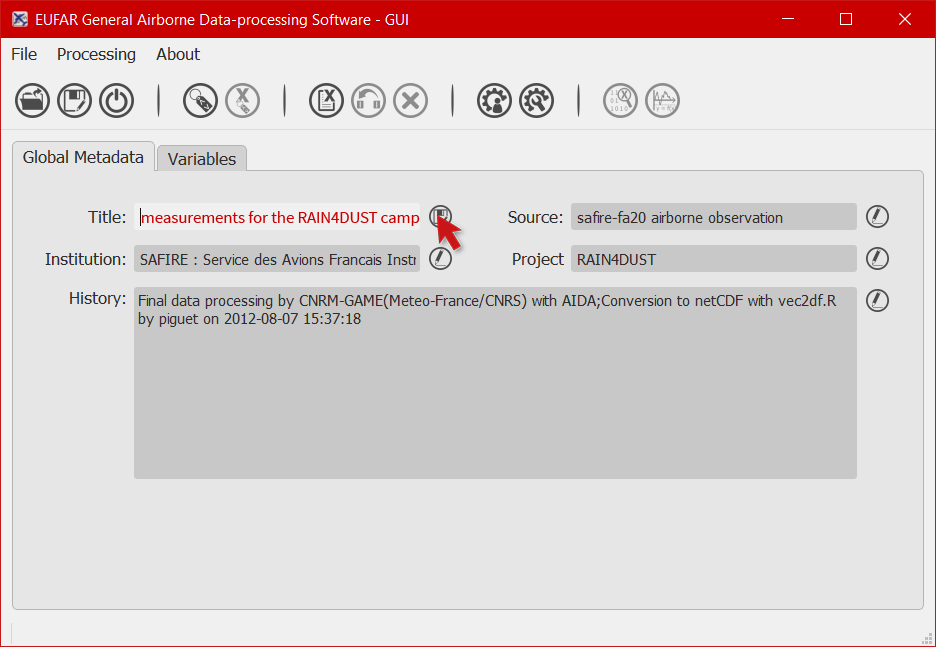 EUFAR General Airborne Data-processing Software - GUI
File Processing About
Global Metadata Variables
Title: measurements for the RAIN4DUST camp Source: safire-fa20 airborne observation
Institution: SAFIRE : Service des Avions Francais Instr Project RAIN4DUST
History: Final data processing by CNRM-GAME(Meteo-France/CNRS) with AIDA;Conversion to netCDF with vec2df.R
by piguet on 2012-08-07 15:37:18